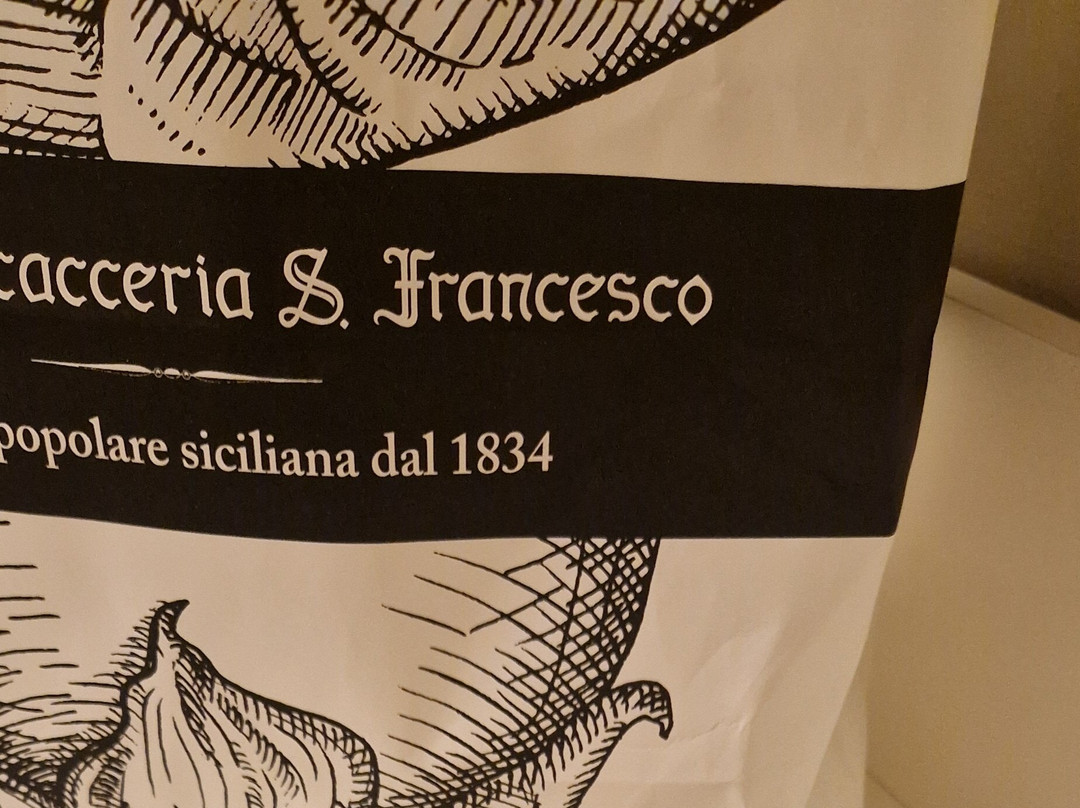 cacceria S. Francesco
popolare siciliana dal 1834